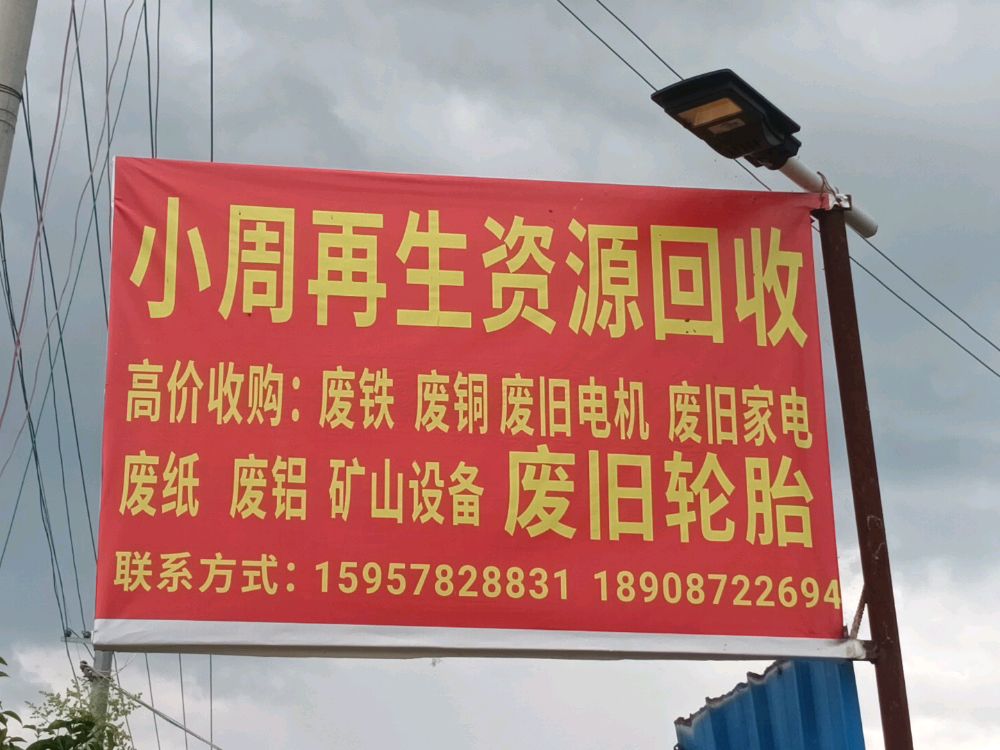 小周再生资源回收
高价收购：废铁 废铜 废旧电机 废旧家电
废纸 废铝 矿山设备 废旧轮胎
联系方式：15957828831 18908722694